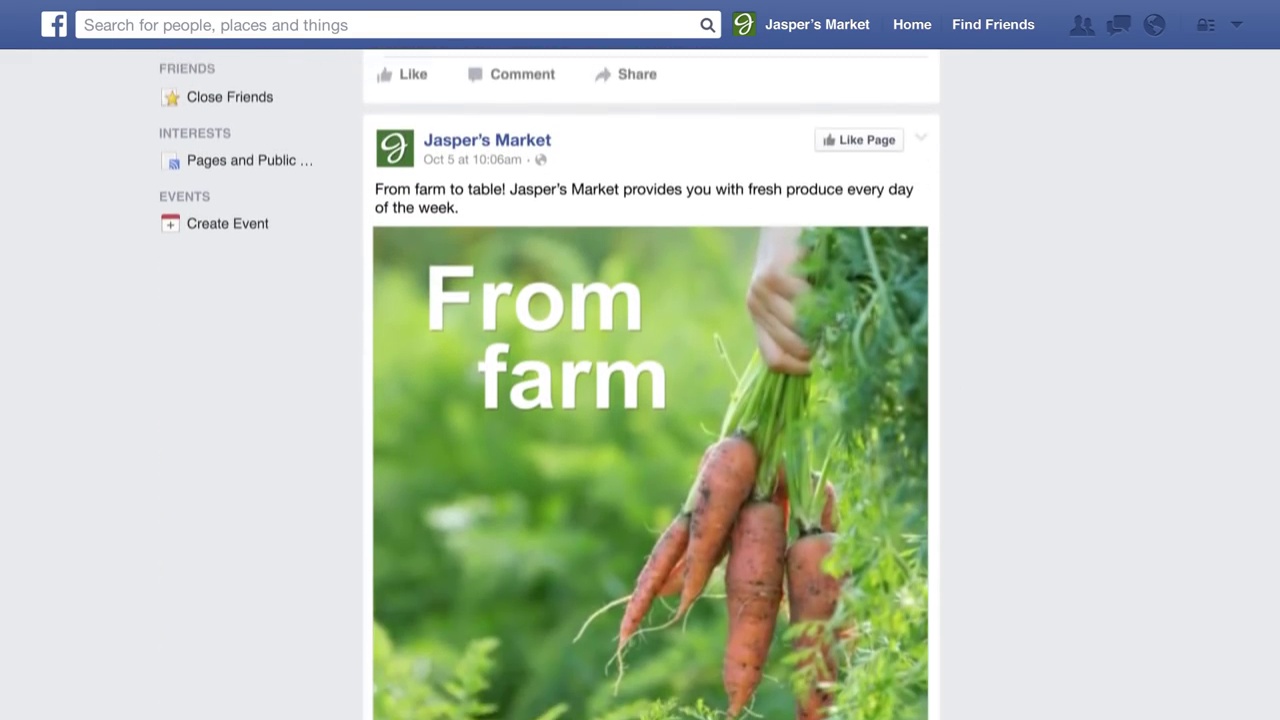 Search for people, places and things
Jasper’s Market
Home
Find Friends
FRIENDS
Close Friends
INTERESTS
Pages and Public ...
EVENTS
Create Event
Like
Comment
Share
Jasper’s Market
Oct 5 at 10:06am ·
Like Page
From farm to table! Jasper’s Market provides you with fresh produce every day
of the week.
From
farm